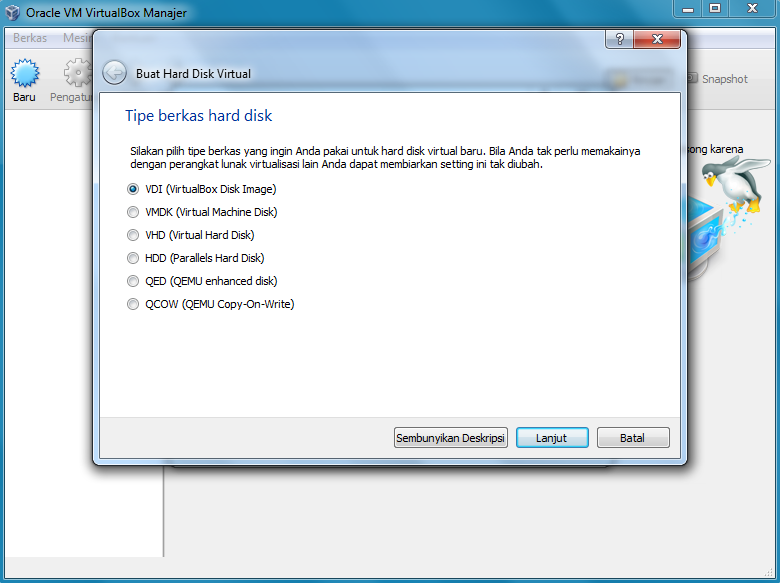 Oracle VM VirtualBox Manajer
Berkas Mesin
Baru
Snapshot
Buat Hard Disk Virtual
Tipe berkas hard disk
Silakan pilih tipe berkas yang ingin Anda pakai untuk hard disk virtual baru. Bila Anda tak perlu memakainya
dengan perangkat lunak virtualisasi lain Anda dapat membiarkan setting ini tak diubah.
karena
VDI (VirtualBox Disk Image)
VMDK (Virtual Machine Disk)
VHD (Virtual Hard Disk)
HDD (Parallels Hard Disk)
QED (QEMU enhanced disk)
QCOW (QEMU Copy-On-Write)
Sembunyikan Deskripsi
Lanjut
Batal